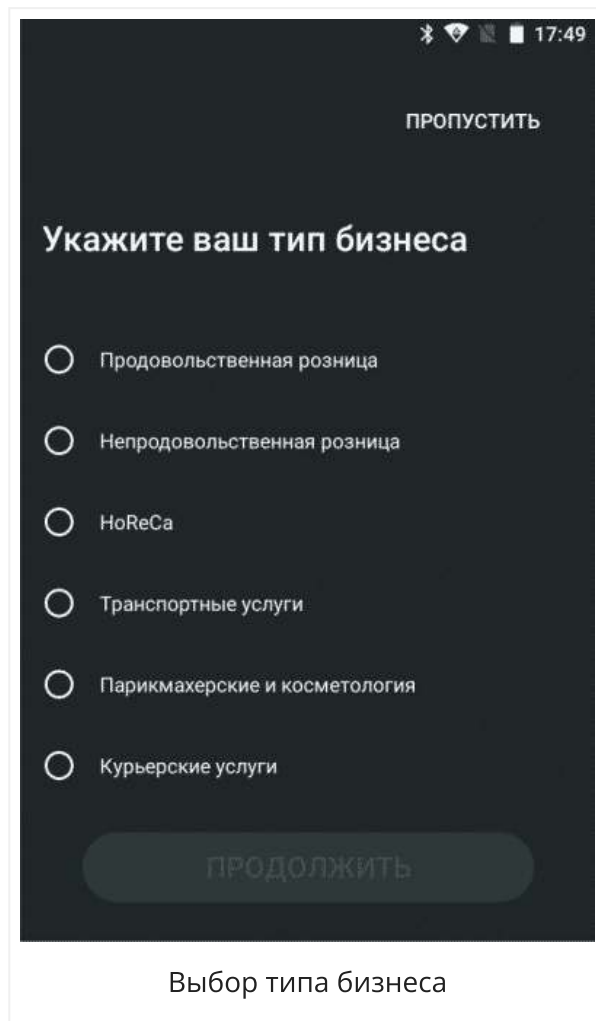 17:49
ПРОПУСТИТЬ
Укажите ваш тип бизнеса
Продовольственная розница
Непродовольственная розница
HoReCa
Транспортные услуги
Парикмахерские и косметология
Курьерские услуги
ПРОДОЛЖИТЬ
Выбор типа бизнеса